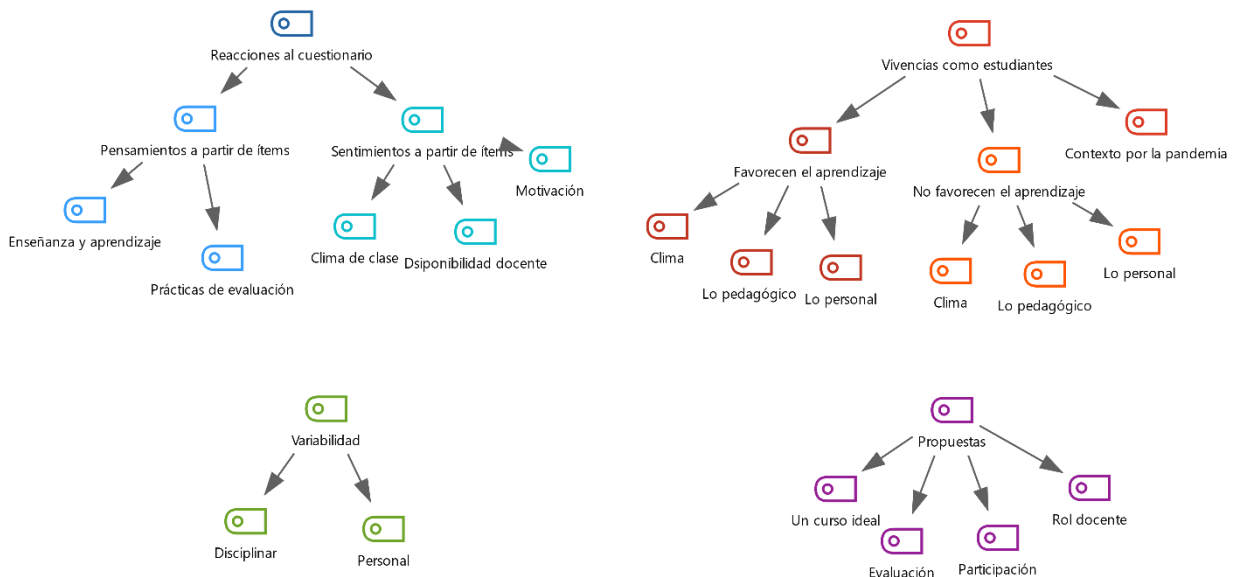 Reacciones al cuestionario
Pensamientos a partir de ítems
Sentimientos a partir de ítems
Motivación
Enseñanza y aprendizaje
Prácticas de evaluación
Clima de clase
Dsiponibilidad docente
Vivencias como estudiantes
Favorecen el aprendizaje
No favorecen el aprendizaje
Contexto por la pandemia
Clima
Lo pedagógico
Lo personal
Clima
Lo pedagógico
Lo personal
Variabilidad
Disciplinar
Personal
Propuestas
Un curso ideal
Evaluación
Participación
Rol docente